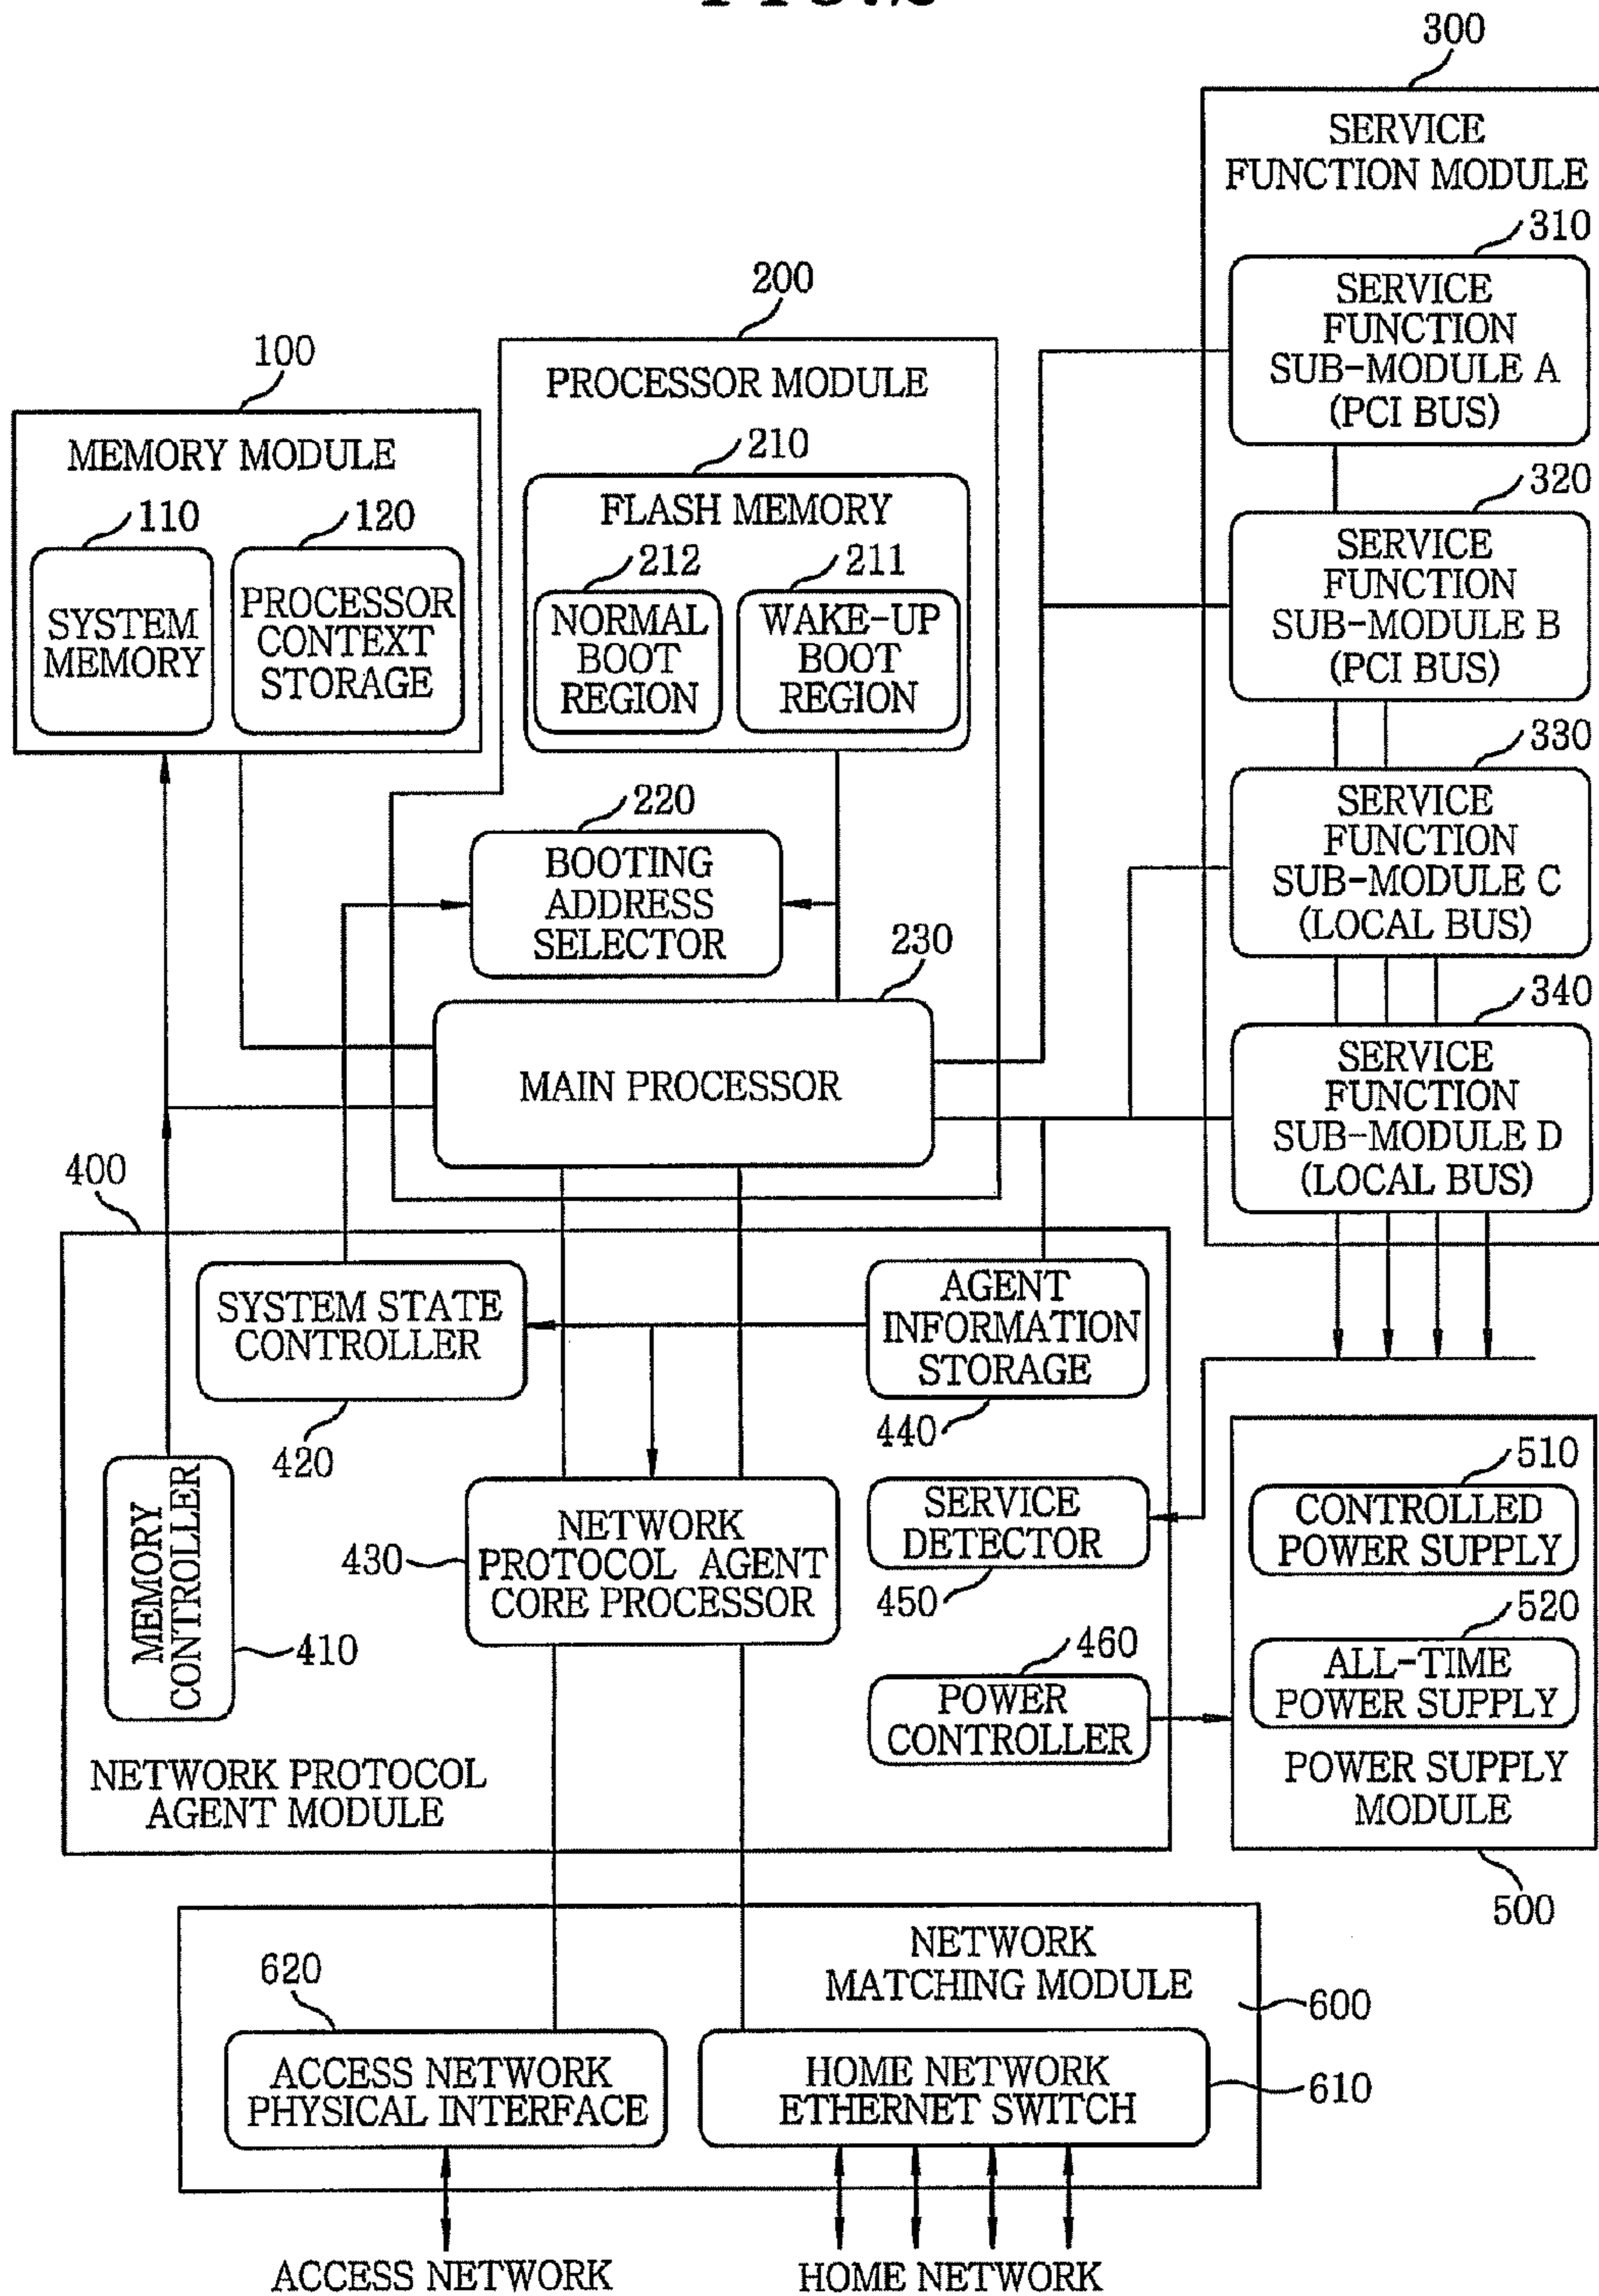 300
SERVICE
FUNCTION MODULE
310
SERVICE
FUNCTION
SUB-MODULE A
(PCI BUS)
320
SERVICE
FUNCTION
SUB-MODULE B
(PCI BUS)
330
SERVICE
FUNCTION
SUB-MODULE C
(LOCAL BUS)
340
SERVICE
FUNCTION
SUB-MODULE D
(LOCAL BUS)
200
PROCESSOR MODULE
210
FLASH MEMORY
212
NORMAL
BOOT
REGION
211
WAKE-UP
BOOT
REGION
220
BOOTING
ADDRESS
SELECTOR
230
MAIN PROCESSOR
100
MEMORY MODULE
110
SYSTEM
MEMORY
120
PROCESSOR
CONTEXT
STORAGE
400
SYSTEM STATE
CONTROLLER
420
AGENT
INFORMATION
STORAGE
440
MEMORY
CONTROLLER
410
NETWORK
PROTOCOL AGENT
CORE PROCESSOR
430
SERVICE
DETECTOR
450
460
POWER
CONTROLLER
NETWORK PROTOCOL
AGENT MODULE
510
CONTROLLED
POWER SUPPLY
520
ALL-TIME
POWER SUPPLY
POWER SUPPLY
MODULE
500
NETWORK
MATCHING MODULE
600
620
ACCESS NETWORK
PHYSICAL INTERFACE
HOME NETWORK
ETHERNET SWITCH
610
ACCESS NETWORK
HOME NETWORK